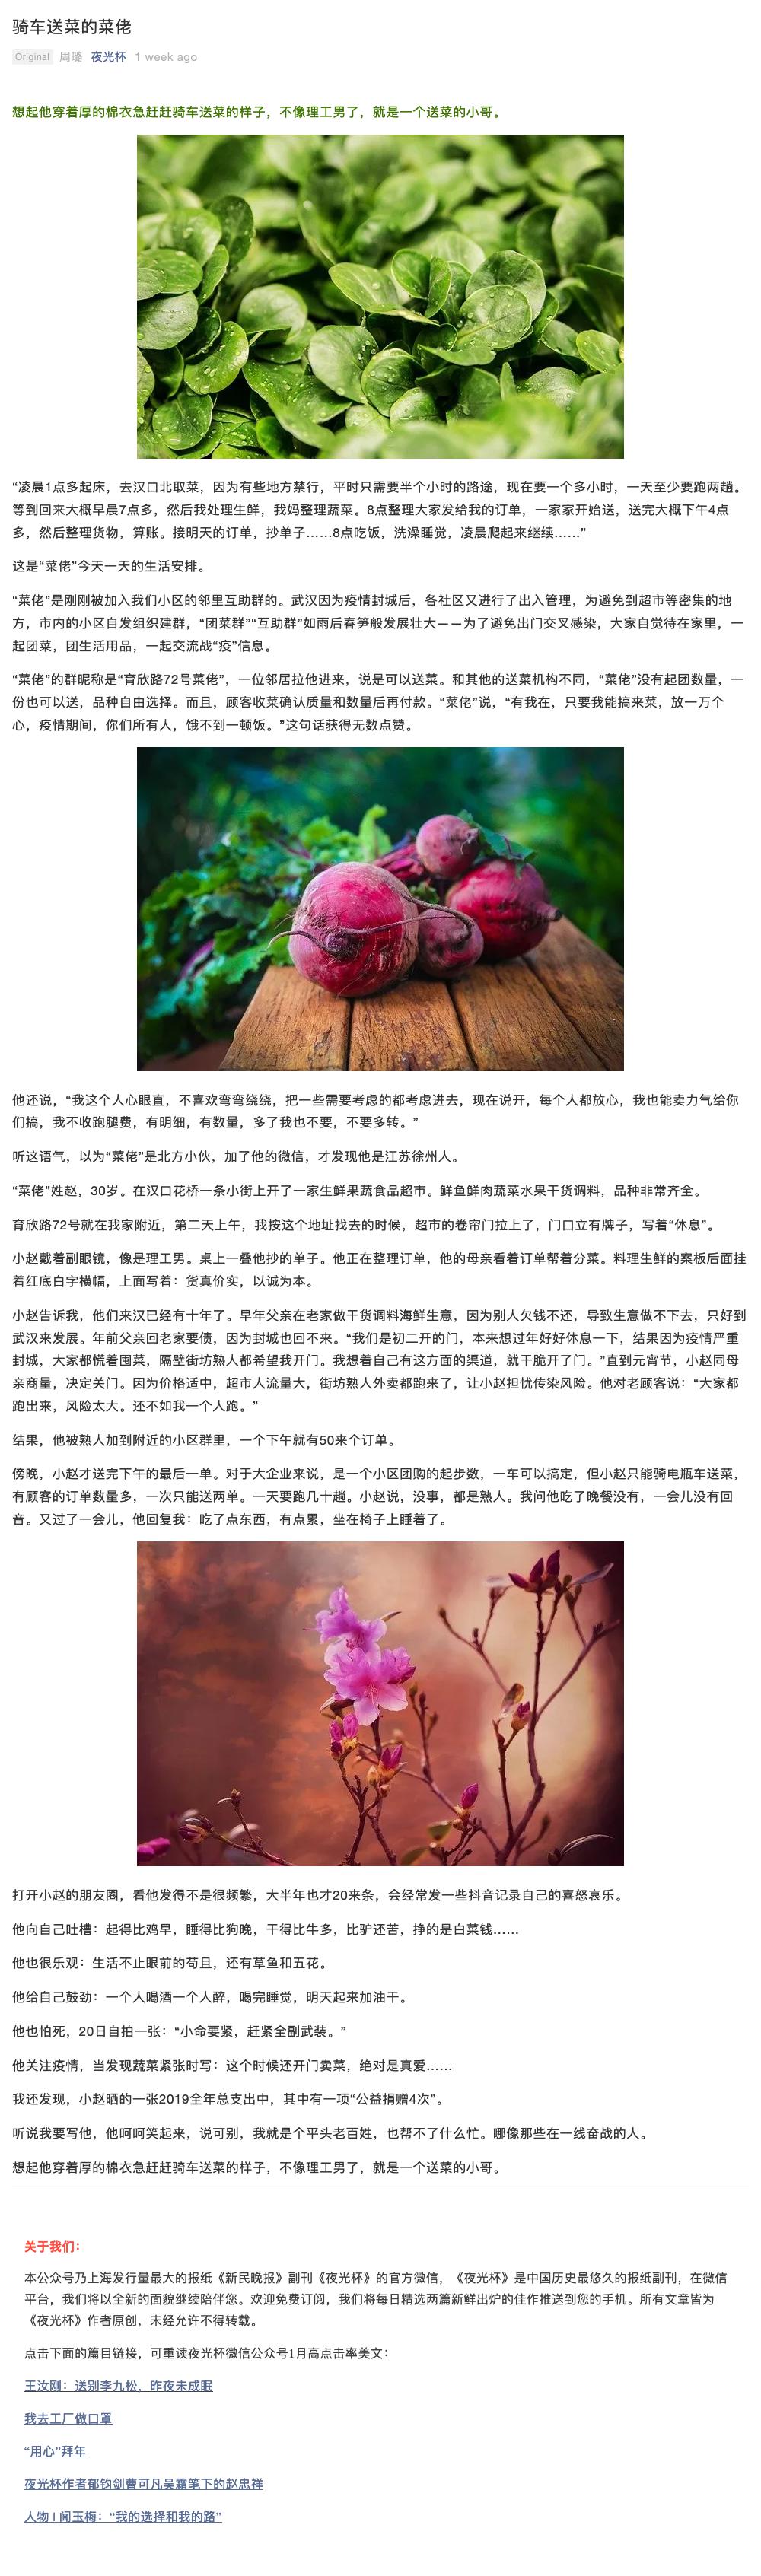 骑车送菜的菜佬
Original 周璐 夜光杯 1 week ago
想起他穿着厚的棉衣急赶赶骑车送菜的样子，不像理工男了，就是一个送菜的小哥。
“凌晨1点多起床，去汉口北取菜，因为有些地方禁行，平时只需要半个小时的路途，现在要一个多小时，一天至少要跑两趟。
等到回来大概早晨7点多，然后我处理生鲜，我妈整理蔬菜。8点整理大家发给我的订单，一家家开始送，送完大概下午4点
多，然后整理货物，算账。接明天的订单，抄单子……8点吃饭，洗澡睡觉，凌晨爬起来继续……”
这是“菜佬”今天一天的生活安排。
“菜佬”是刚刚被加入我们小区的邻里互助群的。武汉因为疫情封城后，各社区又进行了出入管理，为避免到超市等密集的地
方，市内的小区自发组织建群，“团菜群”“互助群”如雨后春笋般发展壮大——为了避免出门交叉感染，大家自觉待在家里，一
起团菜，团生活用品，一起交流战“疫”信息。
“菜佬”的群昵称是“育欣路72号菜佬”，一位邻居拉他进来，说是可以送菜。和其他的送菜机构不同，“菜佬”没有起团数量，一
份也可以送，品种自由选择。而且，顾客收菜确认质量和数量后再付款。“菜佬”说，“有我在，只要我能搞来菜，放一万个
心，疫情期间，你们所有人，饿不到一顿饭。”这句话获得无数点赞。
他还说，“我这个人心眼直，不喜欢弯弯绕绕，把一些需要考虑的都考虑进去，现在说开，每个人都放心，我也能卖力气给你
们搞，我不收跑腿费，有明细，有数量，多了我也不要，不要多转。”
听这语气，以为“菜佬”是北方小伙，加了他的微信，才发现他是江苏徐州人。
“菜佬”姓赵，30岁。在汉口花桥一条小街上开了一家生鲜果蔬食品超市。鲜鱼鲜肉蔬菜水果干货调料，品种非常齐全。
育欣路72号就在我家附近，第二天上午，我按这个地址找去的时候，超市的卷帘门拉上了，门口立有牌子，写着“休息”。
小赵戴着副眼镜，像是理工男。桌上一叠他抄的单子。他正在整理订单，他的母亲看着订单帮着分菜。料理生鲜的案板后面挂
着红底白字横幅，上面写着：货真价实，以诚为本。
小赵告诉我，他们来汉已经有十年了。早年父亲在老家做干货调料海鲜生意，因为别人欠钱不还，导致生意做不下去，只好到
武汉来发展。年前父亲回老家要债，因为封城也回不来。“我们是初二开的门，本来想过年好好休息一下，结果因为疫情严重
封城，大家都慌着囤菜，隔壁街坊熟人都希望我开门。我想着自己有这方面的渠道，就干脆开了门。”直到元宵节，小赵同母
亲商量，决定关门。因为价格适中，超市人流量大，街坊熟人外卖都跑来了，让小赵担忧传染风险。他对老顾客说：“大家都
跑出来，风险太大。还不如我一个人跑。”
结果，他被熟人加到附近的小区群里，一个下午就有50来个订单。
傍晚，小赵才送完下午的最后一单。对于大企业来说，是一个小区团购的起步数，一车可以搞定，但小赵只能骑电瓶车送菜，
有顾客的订单数量多，一次只能送两单。一天要跑几十趟。小赵说，没事，都是熟人。我问他吃了晚餐没有，一会儿没有回
音。又过了一会儿，他回复我：吃了点东西，有点累，坐在椅子上睡着了。
打开小赵的朋友圈，看他发得不是很频繁，大半年也才20来条，会经常发一些抖音记录自己的喜怒哀乐。
他向自己吐槽：起得比鸡早，睡得比狗晚，干得比牛多，比驴还苦，挣的是白菜钱……
他也很乐观：生活不止眼前的苟且，还有草鱼和五花。
他给自己鼓劲：一个人喝酒一个人醉，喝完睡觉，明天起来加油干。
他也怕死，20日自拍一张：“小命要紧，赶紧全副武装。”
他关注疫情，当发现蔬菜紧张时写：这个时候还开门卖菜，绝对是真爱……
我还发现，小赵晒的一张2019全年总支出中，其中有一项“公益捐赠4次”。
听说我要写他，他呵呵笑起来，说可别，我就是个平头老百姓，也帮不了什么忙。哪像那些在一线奋战的人。
想起他穿着厚的棉衣急赶赶骑车送菜的样子，不像理工男了，就是一个送菜的小哥。
关于我们：
本公众号乃上海发行量最大的报纸《新民晚报》副刊《夜光杯》的官方微信，《夜光杯》是中国历史最悠久的报纸副刊，在微信
平台，我们将以全新的面貌继续陪伴您。欢迎免费订阅，我们将每日精选两篇新鲜出炉的佳作推送到您的手机。所有文章皆为
《夜光杯》作者原创，未经允许不得转载。
点击下面的篇目链接，可重读夜光杯微信公众号1月高点击率美文：
王汝刚：送别李九松，昨夜未成眠
我去工厂做口罩
“用心”拜年
夜光杯作者郁钧剑曹可凡吴霜笔下的赵忠祥
人物 | 闻玉梅：“我的选择和我的路”